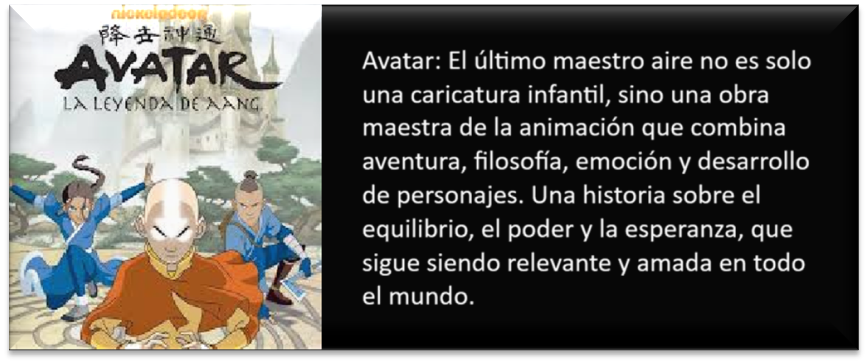 nickelodeon
降去神通
AVATAR
LA LEYENDA DE AANG
Avatar: El último maestro aire no es solo
una caricatura infantil, sino una obra
maestra de la animación que combina
aventura, filosofía, emoción y desarrollo
de personajes. Una historia sobre el
equilibrio, el poder y la esperanza, que
sigue siendo relevante y amada en todo
el mundo.